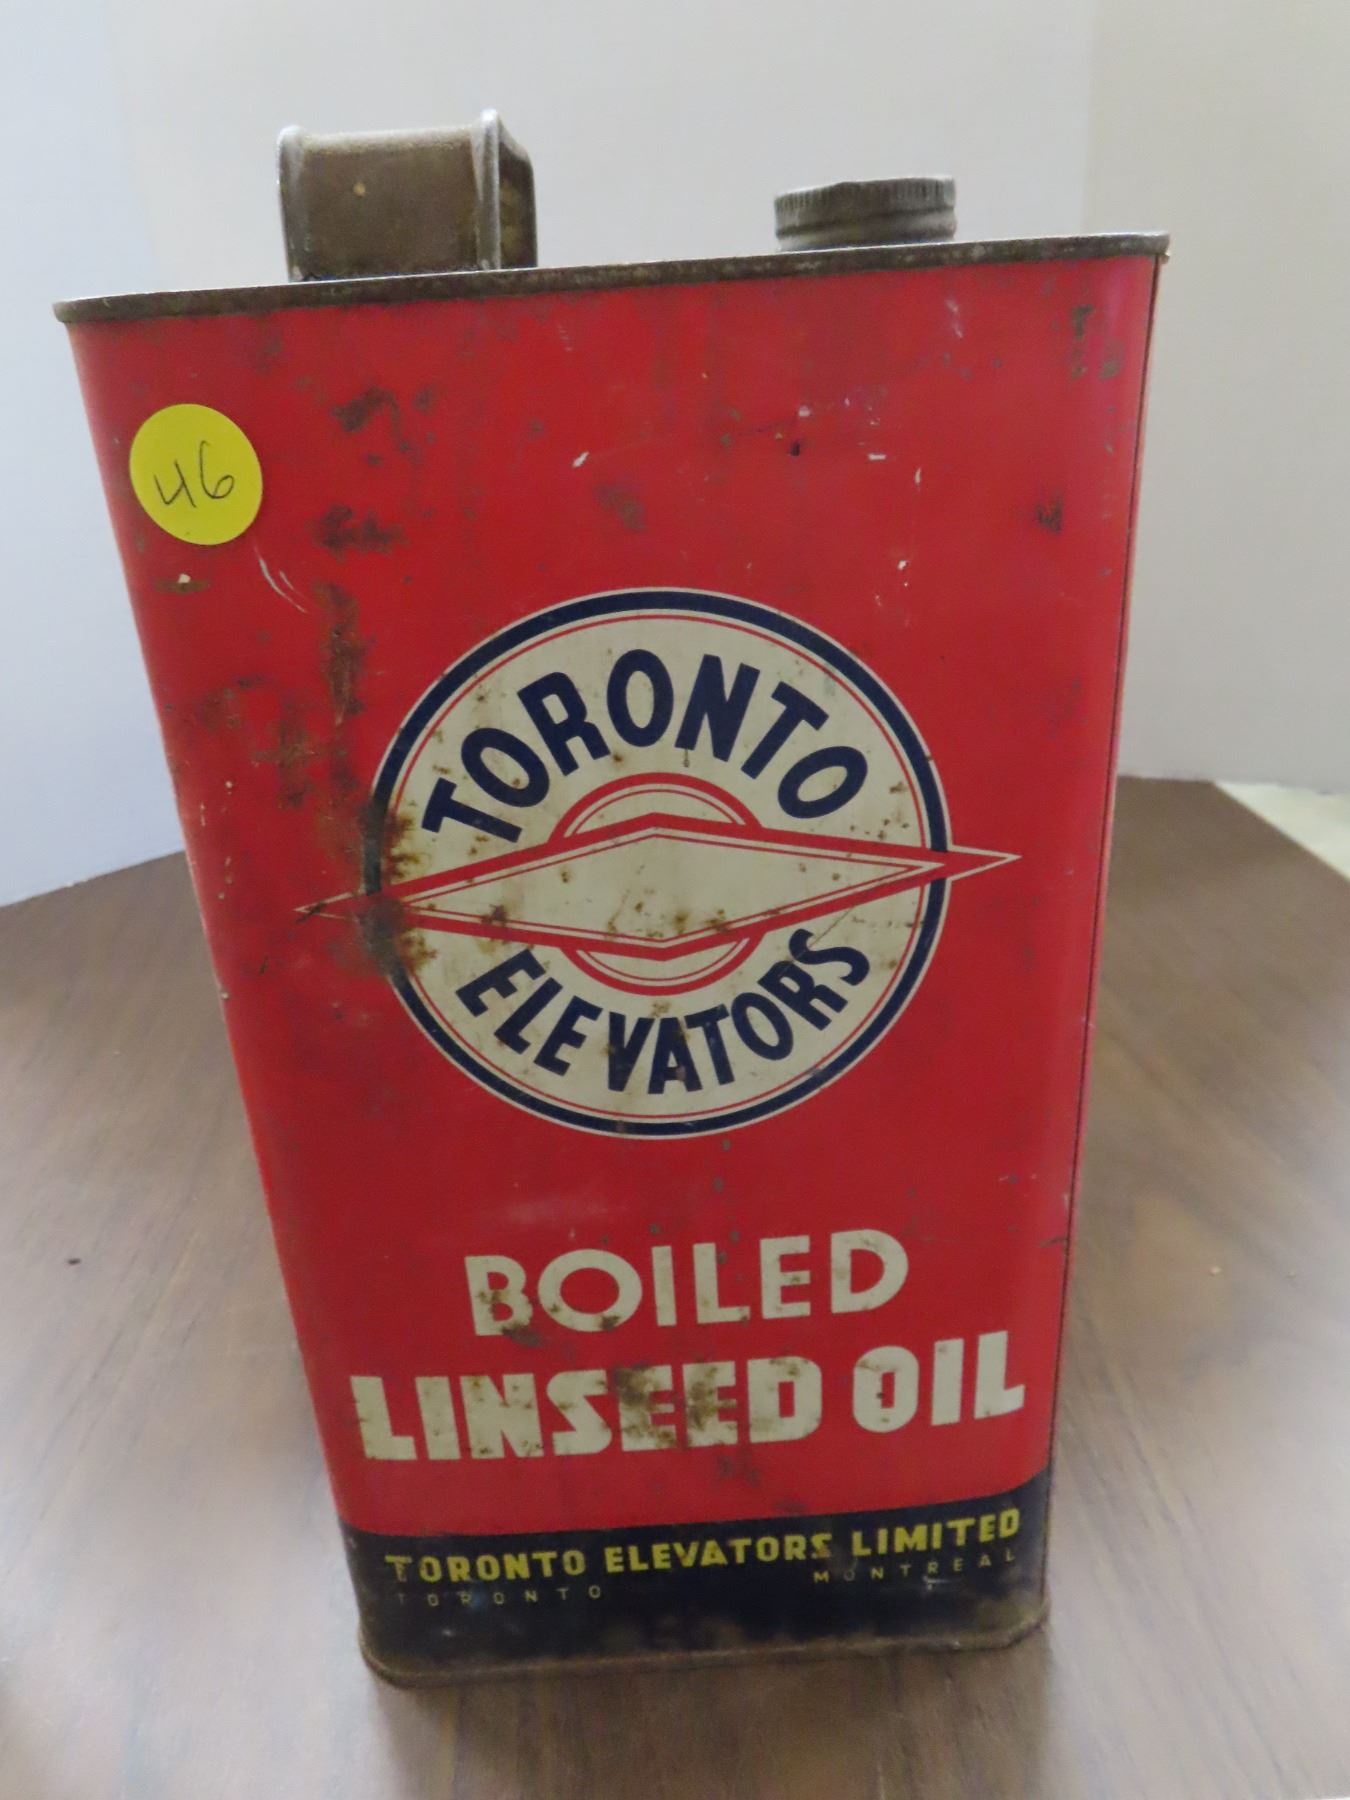 46
TORONTO
ELEVATORS
BOILED
LINSEED OIL
TORONTO ELEVATORS LIMITED
TORONTO MONTREAL